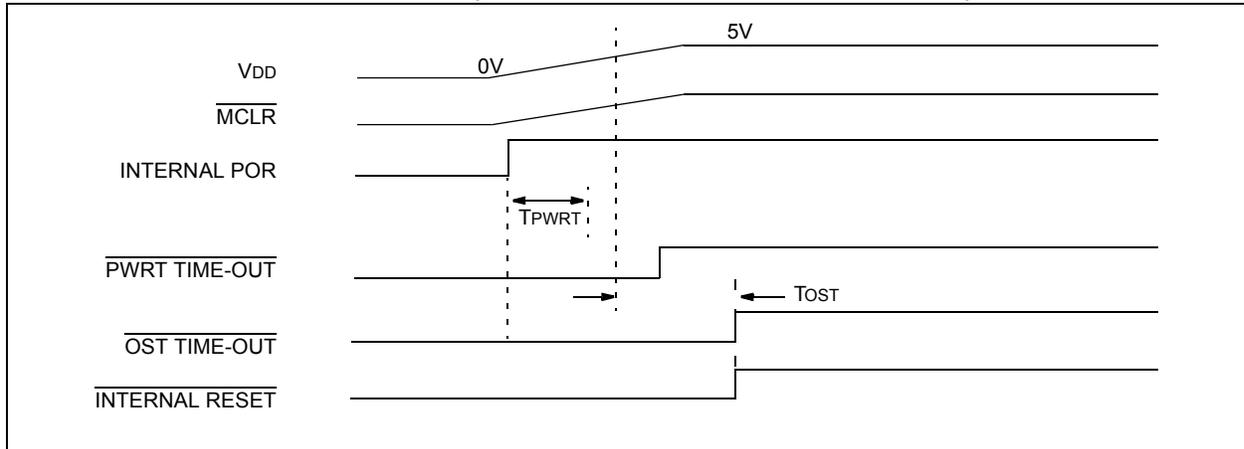 5V
0V
VDD
MCLR
INTERNAL POR
TPWRT
PWRT TIME-OUT
TOST
OST TIME-OUT
INTERNAL RESET